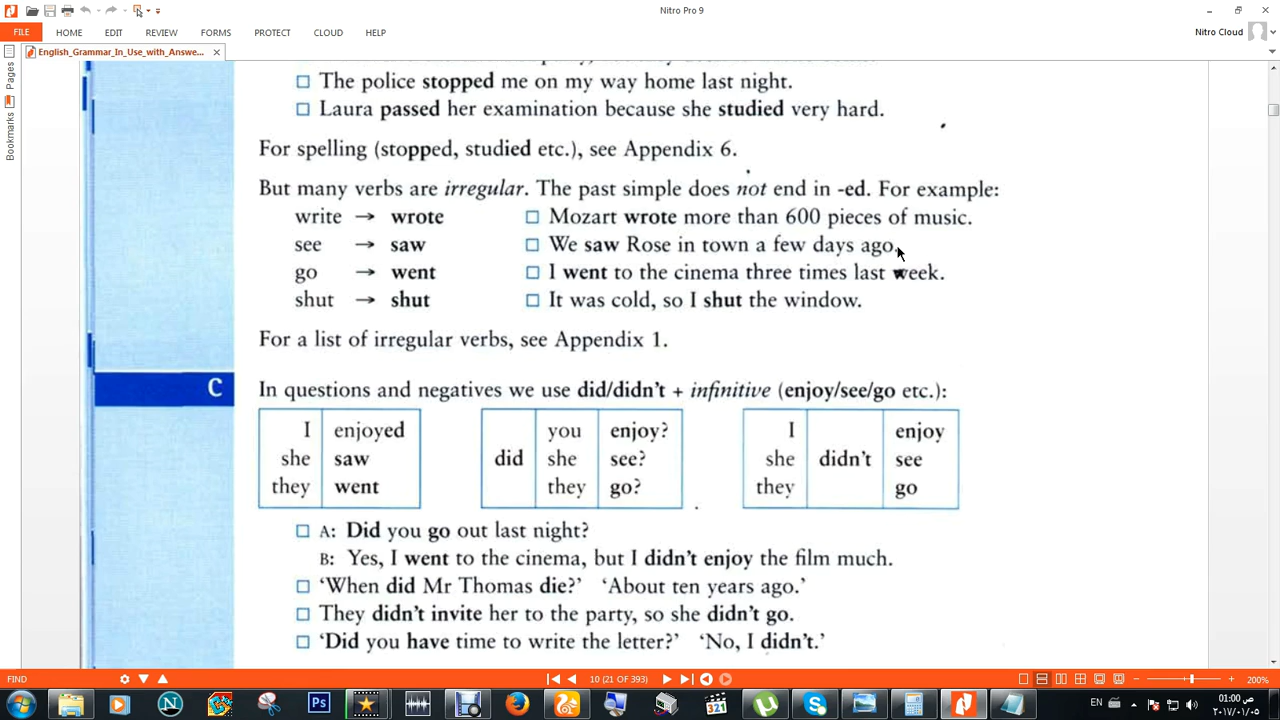 Nitro Pro 9
FILE HOME EDIT REVIEW FORMS PROTECT CLOUD HELP
Nitro Cloud
English_Grammar_In_Use_with_Answe...
Pages
Bookmarks
The police stopped me on my way home last night.
Laura passed her examination because she studied very hard.
For spelling (stopped, studied etc.), see Appendix 6.
But many verbs are irregular. The past simple does not end in -ed. For example:
write → wrote Mozart wrote more than 600 pieces of music.
see → saw We saw Rose in town a few days ago.
go → went I went to the cinema three times last week.
shut → shut It was cold, so I shut the window.
For a list of irregular verbs, see Appendix 1.
C In questions and negatives we use did/didn't + infinitive (enjoy/see/go etc.):
I enjoyed you enjoy? I enjoy
she saw did she see? she didn't see
they went they go? they go
A: Did you go out last night?
B: Yes, I went to the cinema, but I didn't enjoy the film much.
'When did Mr Thomas die?' 'About ten years ago.'
They didn't invite her to the party, so she didn't go.
'Did you have time to write the letter?' 'No, I didn't.'
FIND 10 (21 OF 393) 200%
EN 01:00 ص
٢٠١٧/٠١/٠٥